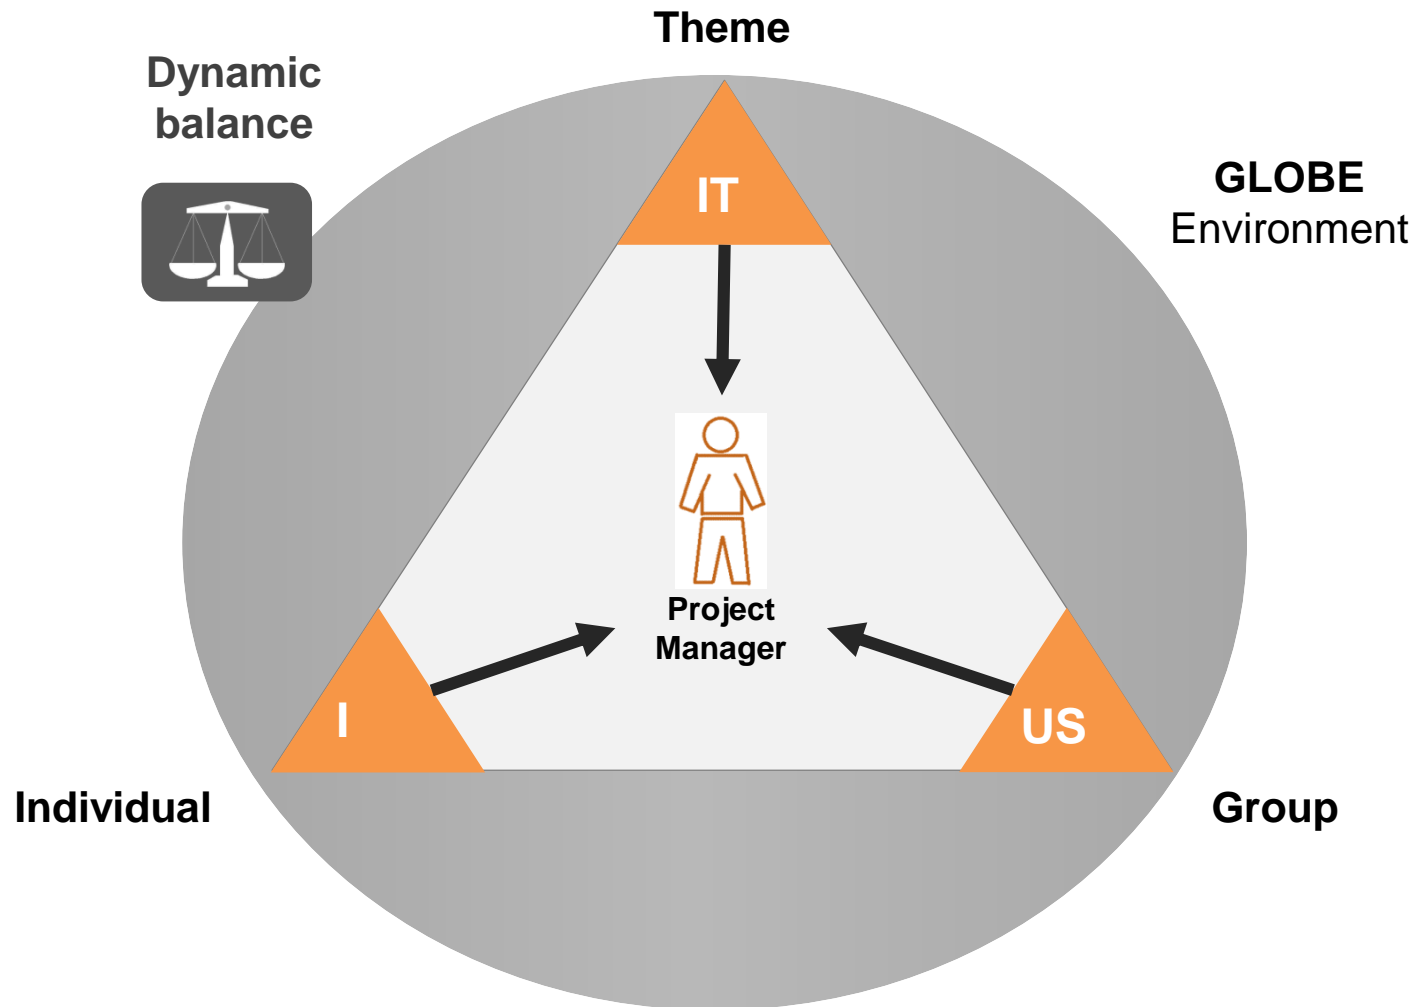 Theme
Dynamic
balance
GLOBE
Environment
IT
Project
Manager
I
US
Individual
Group